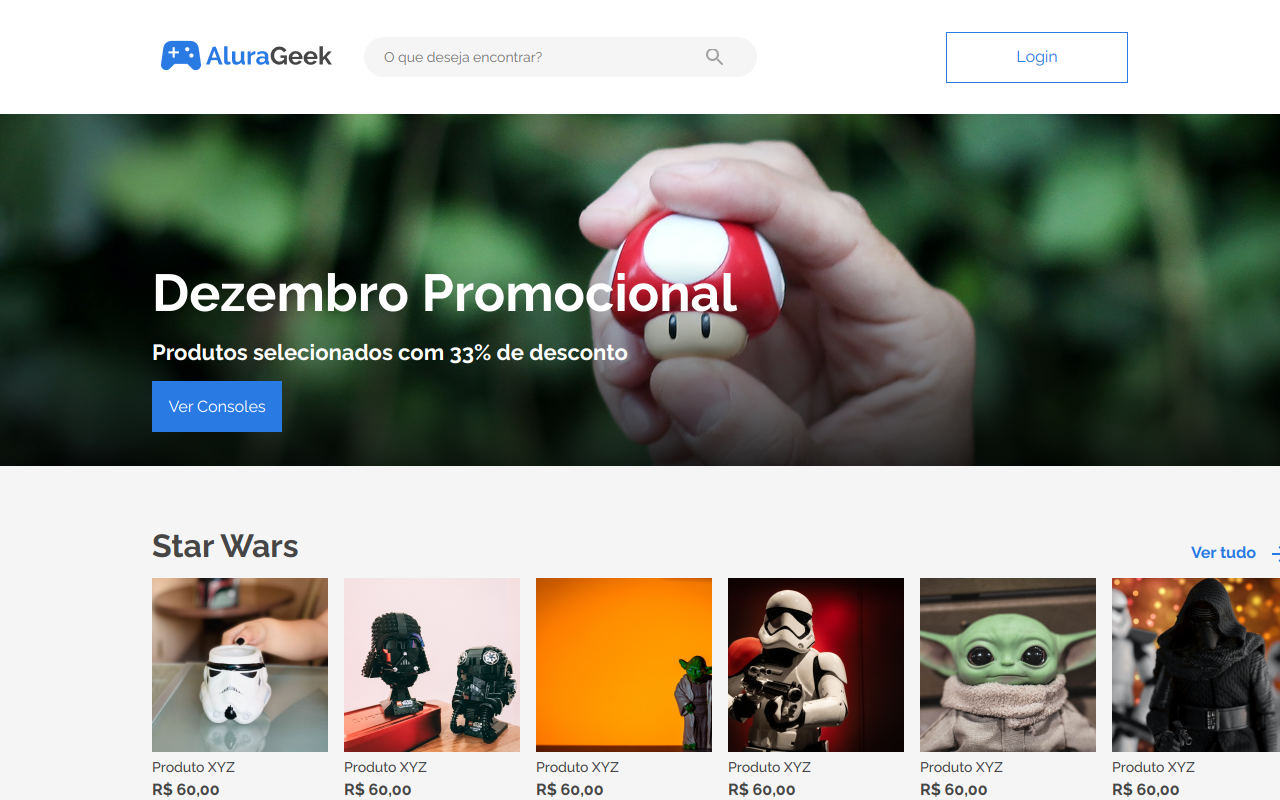 AluraGeek
O que deseja encontrar?
Login
Dezembro Promocional
Produtos selecionados com 33% de desconto
Ver Consoles
Star Wars
Ver tudo
Produto XYZ
Produto XYZ
Produto XYZ
Produto XYZ
Produto XYZ
Produto XYZ
R$ 60,00
R$ 60,00
R$ 60,00
R$ 60,00
R$ 60,00
R$ 60,00